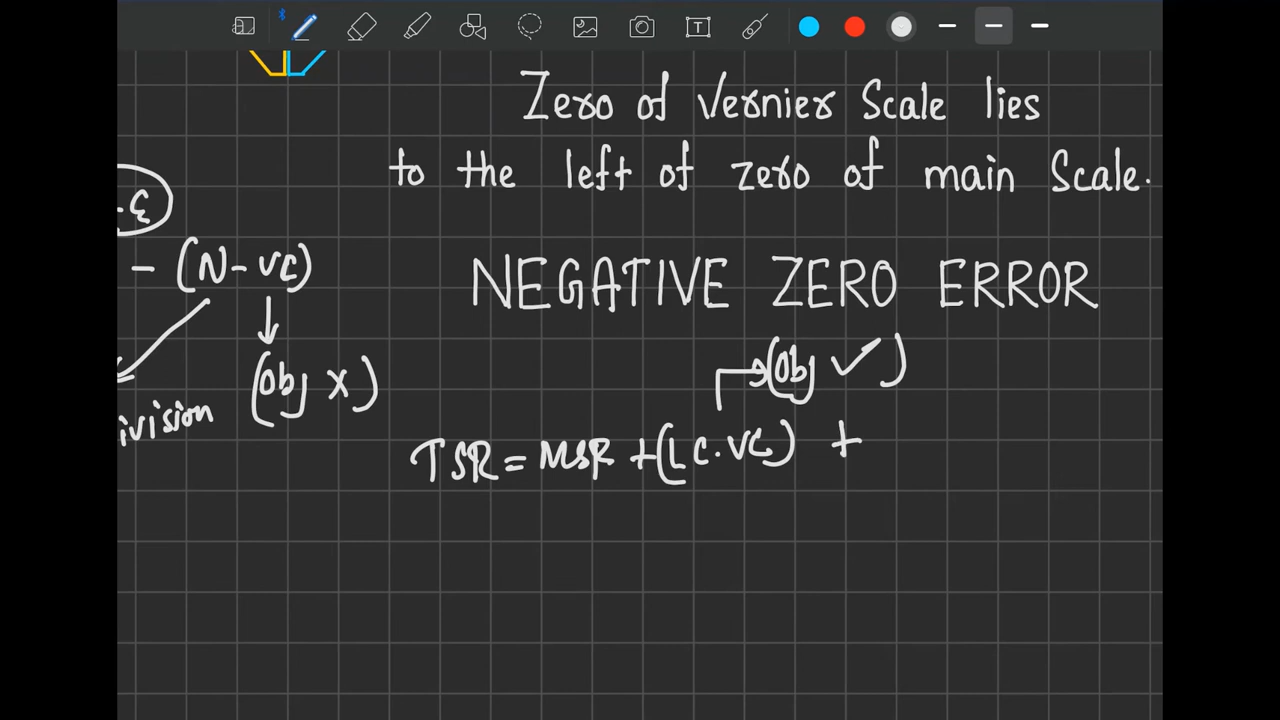 Zero of Vernier Scale lies
to the left of zero of main Scale.
.ε
- (N-VC)
NEGATIVE ZERO ERROR
(Obj ✓)
(Obj x)
ivision
TSR = MSR + (LC.VC) +